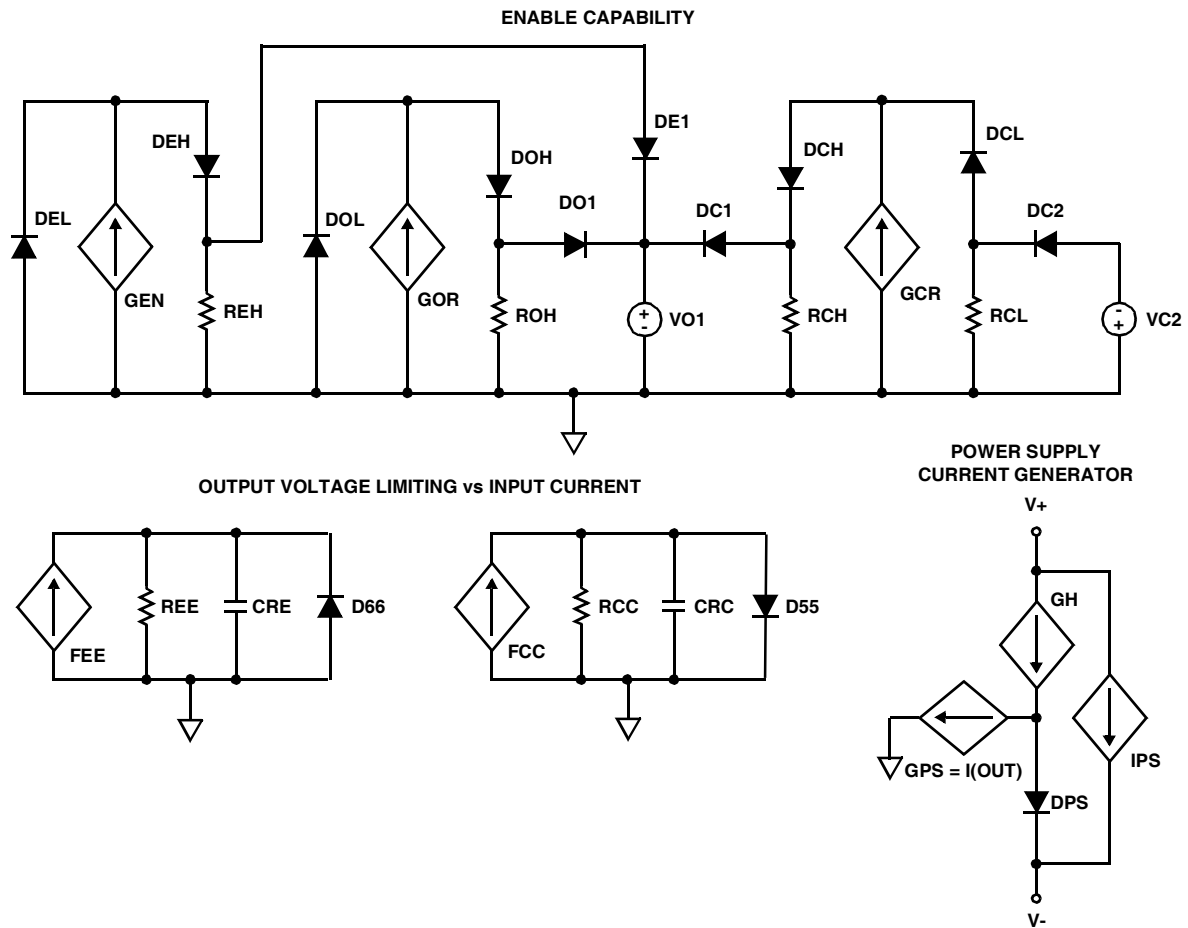 ENABLE CAPABILITY
DEH
DEL
GEN
REH
DOL
DOH
GOR
DO1
ROH
DE1
DC1
VO1
+
-
DCH
RCH
GCR
DCL
DC2
RCL
-
+
VC2
OUTPUT VOLTAGE LIMITING vs INPUT CURRENT
FEE
REE
CRE
D66
FCC
RCC
CRC
D55
POWER SUPPLY
CURRENT GENERATOR
V+
GH
GPS = I(OUT)
IPS
DPS
V-